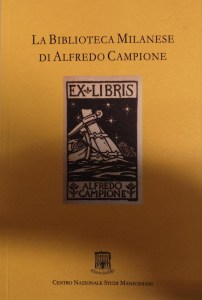 LA BIBLIOTECA MILANESE
DI ALFREDO CAMPIONE
EX LIBRIS
ALFREDO
CAMPIONE
CENTRO NAZIONALE STUDI MANZONIANI